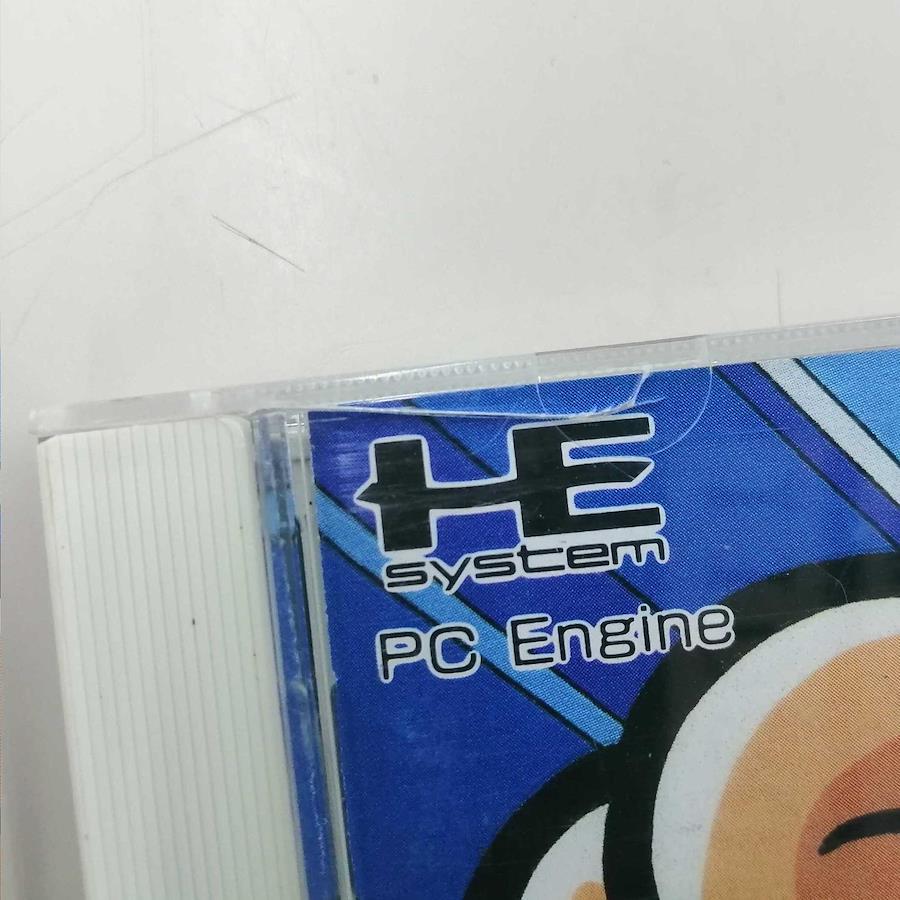 HE
system
PC Engine